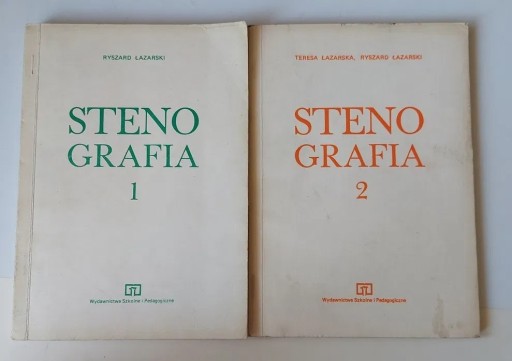 RYSZARD ŁAZARSKI
STENO
GRAFIA
1
Wydawnictwa Szkolne i Pedagogiczne
TERESA ŁAZARSKA, RYSZARD ŁAZARSKI
STENO
GRAFIA
2
Wydawnictwa Szkolne i Pedagogiczne